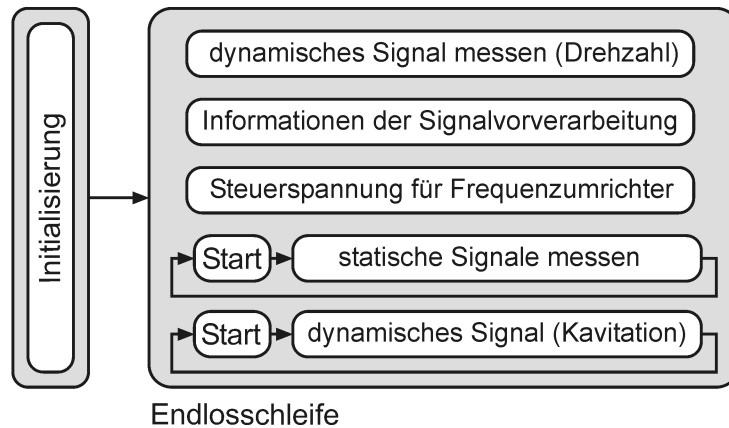 Initialisierung
dynamisches Signal messen (Drehzahl)
Informationen der Signalvorverarbeitung
Steuerspannung für Frequenzumrichter
Start
statische Signale messen
Start
dynamisches Signal (Kavitation)
Endlosschleife